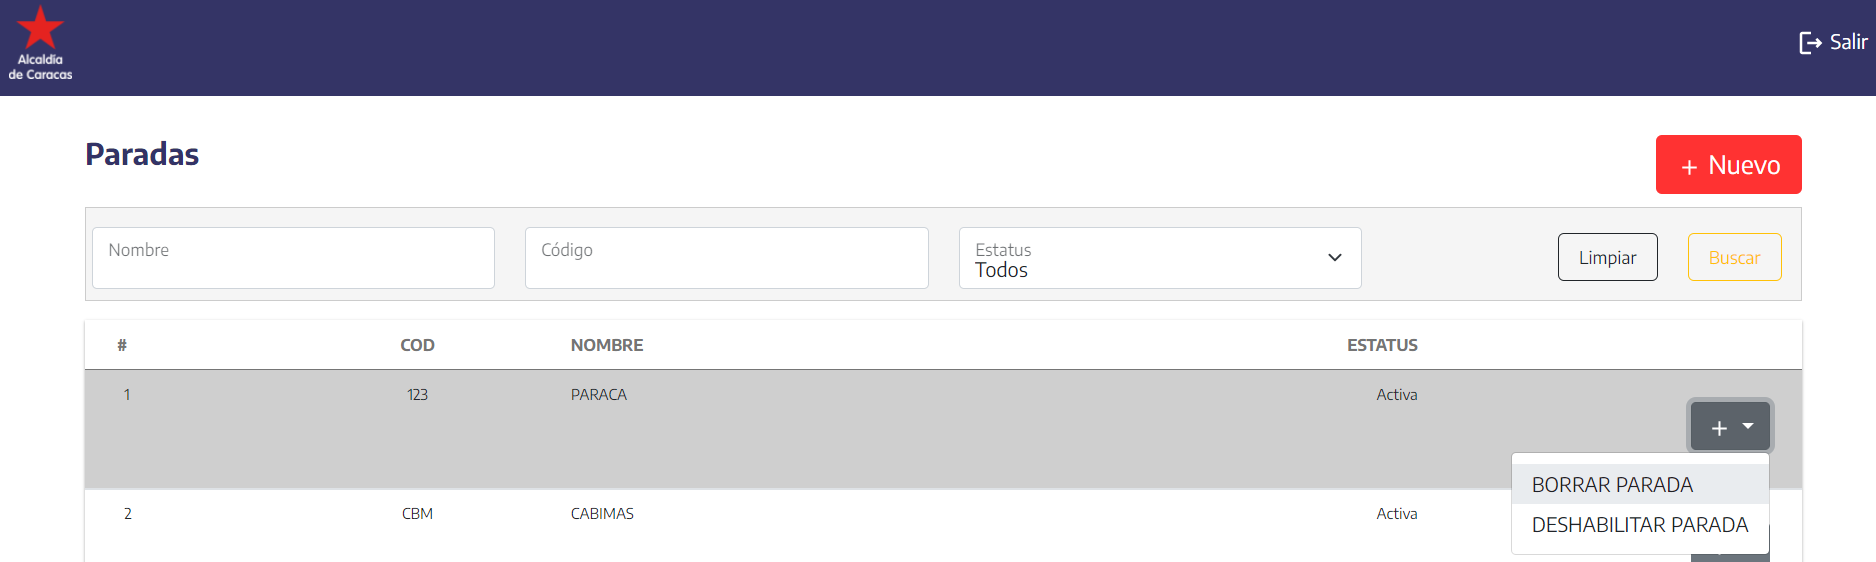 Alcaldía
de Caracas
Salir
Paradas
+ Nuevo
Nombre
Código
Estatus
Todos
Limpiar
Buscar
# COD NOMBRE ESTATUS
1 123 PARACA Activa
+
BORRAR PARADA
2 CBM CABIMAS Activa
DESHABILITAR PARADA